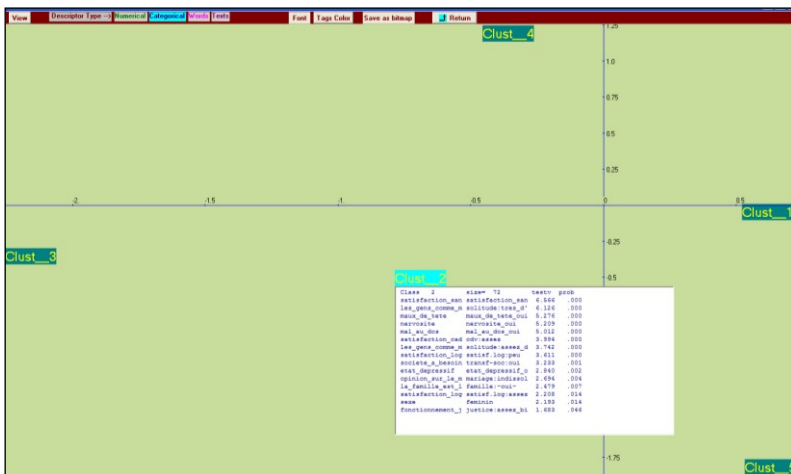 View Descriptor Type --> Numerical Categorical Words Texts Font Tags Color Save as bitmap Return
Clust__4
1.25
1.0
0.75
0.5
0.25
-2 -1.5 -1 -0.5 0 0.5
Clust__1
-0.25
Clust__3
Clust__2
-0.5
Class 2 size= 72 testv prob
satisfaction_san satisfaction_san 6.566 .000
les_gens_comme_m solitude:tres_d' 6.126 .000
maux_de_tete maux_de_tete_oui 5.276 .000
nervosite nervosite_oui 5.209 .000
mal_au_dos mal_au_dos_oui 5.012 .000
satisfaction_cad cdv:assez 3.984 .000
les_gens_comme_m solitude:assez_d 3.742 .000
satisfaction_log satisf.log:peu 3.611 .000
societe_a_besoin transf-soc:oui 3.233 .001
etat_depressif etat_depressif_o 2.840 .002
opinion_sur_le_m mariage:indissol 2.694 .004
la_famille_est_l famille:-oui- 2.479 .007
satisfaction_log satisf.log:assez 2.208 .014
sexe feminin 2.193 .014
fonctionnement_j justice:assez_bi 1.683 .046
-1.75